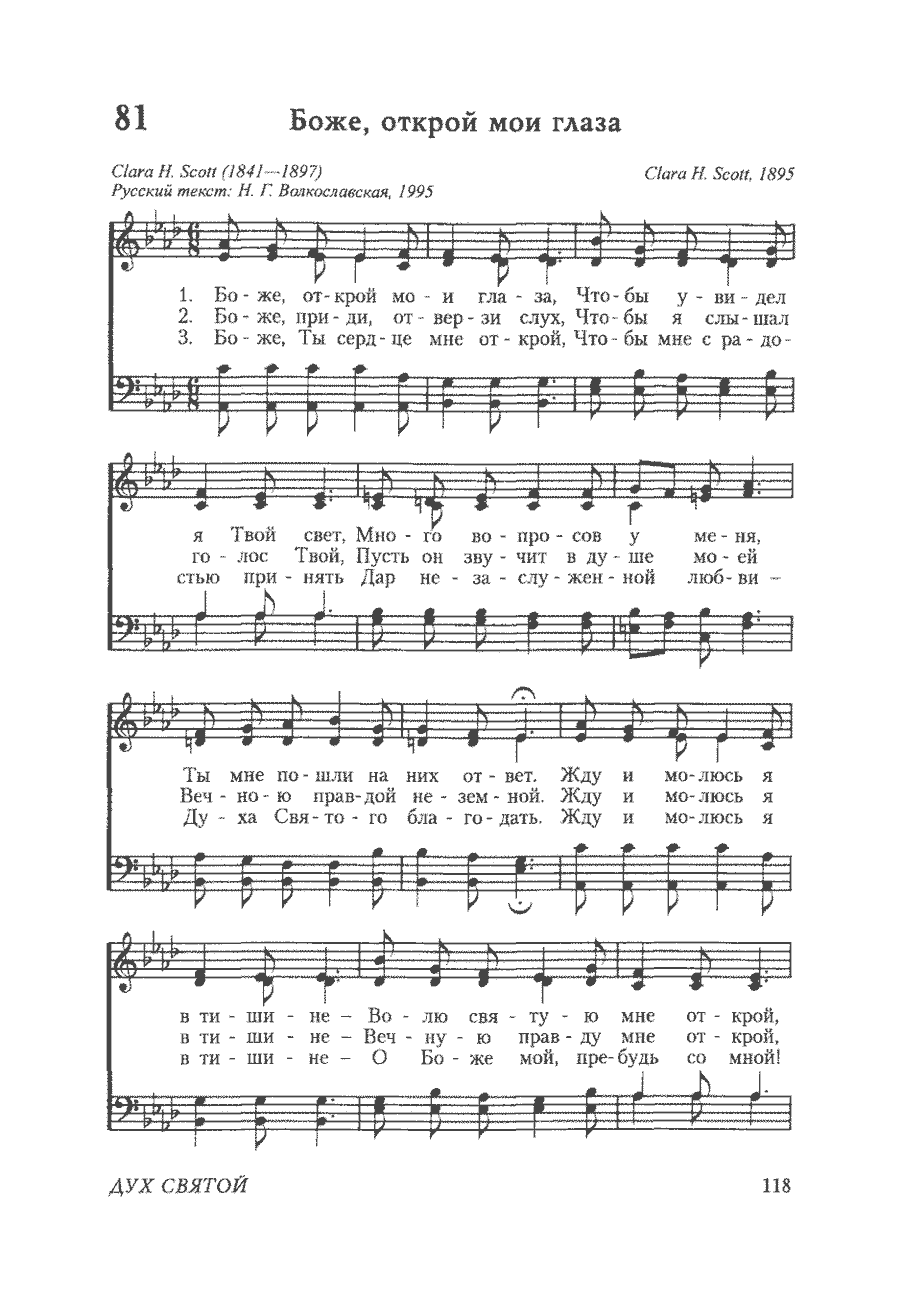 81 Боже, открой мои глаза
Clara H. Scott (1841—1897) Clara H. Scott, 1895
Русский текст: Н. Г. Волкославская, 1995
1. Бо - же, от- крой мо - и гла - за, Что- бы у - ви - дел
2. Бо - же, при - ди, от - вер - зи слух, Что- бы я слы- шал
3. Бо - же, Ты серд - це мне от - крой, Что- бы мне с ра - до-
я Твой свет, Мно - го во - про - сов у ме - ня,
го - лос Твой, Пусть он зву - чит в ду - ше мо - ей
стью при - нять Дар не - за - слу - жен - ной люб- ви –
Ты мне по - шли на них от - вет. Жду и мо- люсь я
Веч - но - ю прав- дой не - зем - ной. Жду и мо- люсь я
Ду - ха Свя - то - го бла - го - дать. Жду и мо- люсь я
в ти - ши - не – Во - лю свя - ту - ю мне от - крой,
в ти - ши - не – Веч - ну - ю прав - ду мне от - крой,
в ти - ши - не – О Бо - же мой, пре- будь со мной!
ДУХ СВЯТОЙ 118